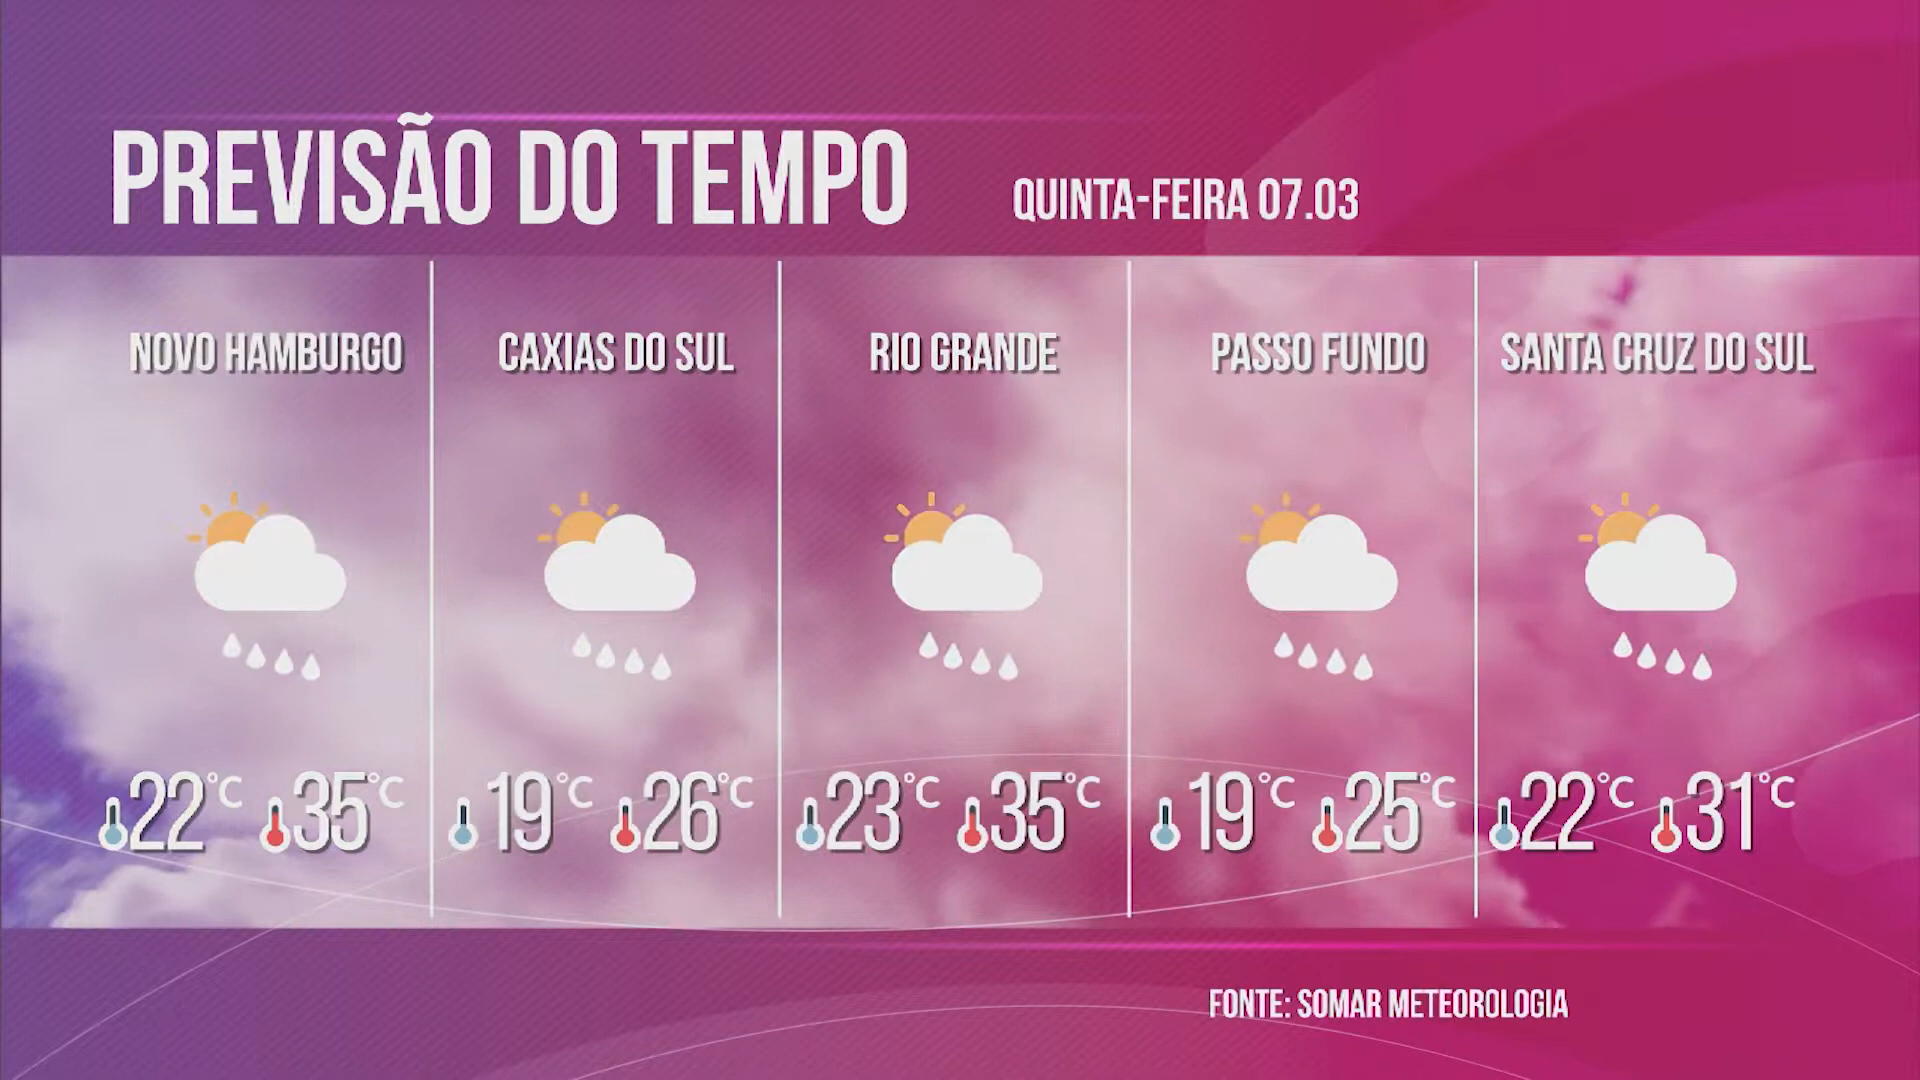 PREVISÃO DO TEMPO
QUINTA-FEIRA 07.03
NOVO HAMBURGO
22°C 35°C
CAXIAS DO SUL
19°C 26°C
RIO GRANDE
23°C 35°C
PASSO FUNDO
19°C 25°C
SANTA CRUZ DO SUL
22°C 31°C
FONTE: SOMAR METEOROLOGIA